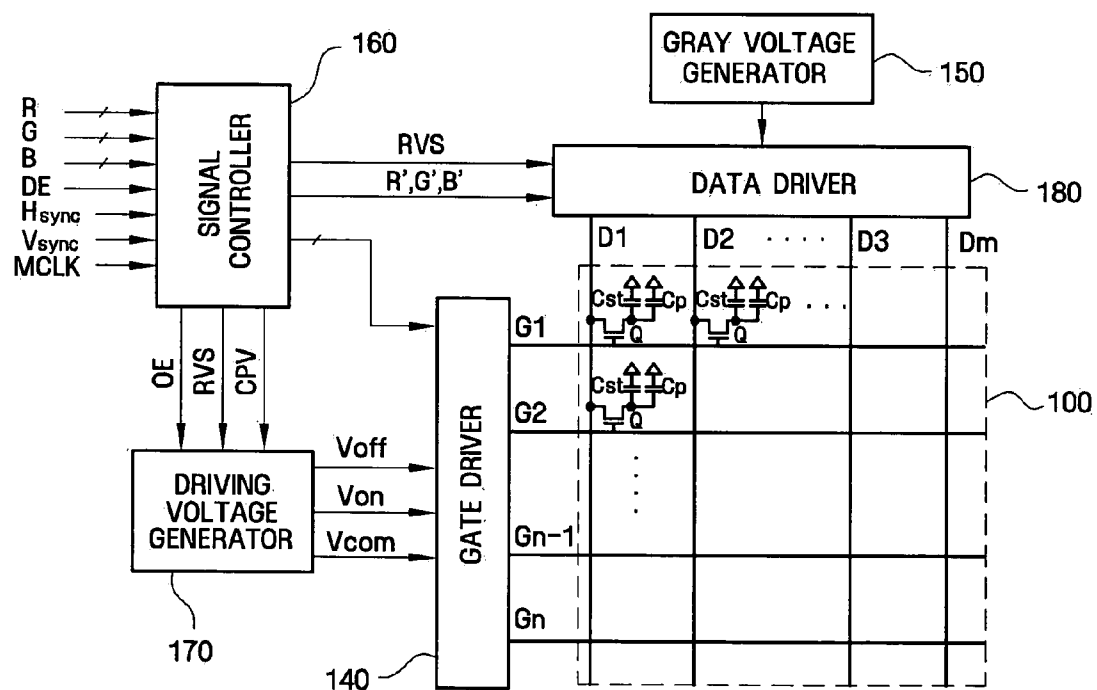 160
GRAY VOLTAGE
GENERATOR
150
R
G
B
DE
Hsync
Vsync
MCLK
SIGNAL
CONTROLLER
RVS
R',G',B'
DATA DRIVER
180
D1
D2
· · · · ·
D3
Dm
Cst
Cp
Q
Cst
Cp
Q
· · · ·
G1
OE
RVS
CPV
Cst
Cp
Q
G2
100
DRIVING
VOLTAGE
GENERATOR
170
Voff
Von
Vcom
GATE DRIVER
140
Gn-1
Gn